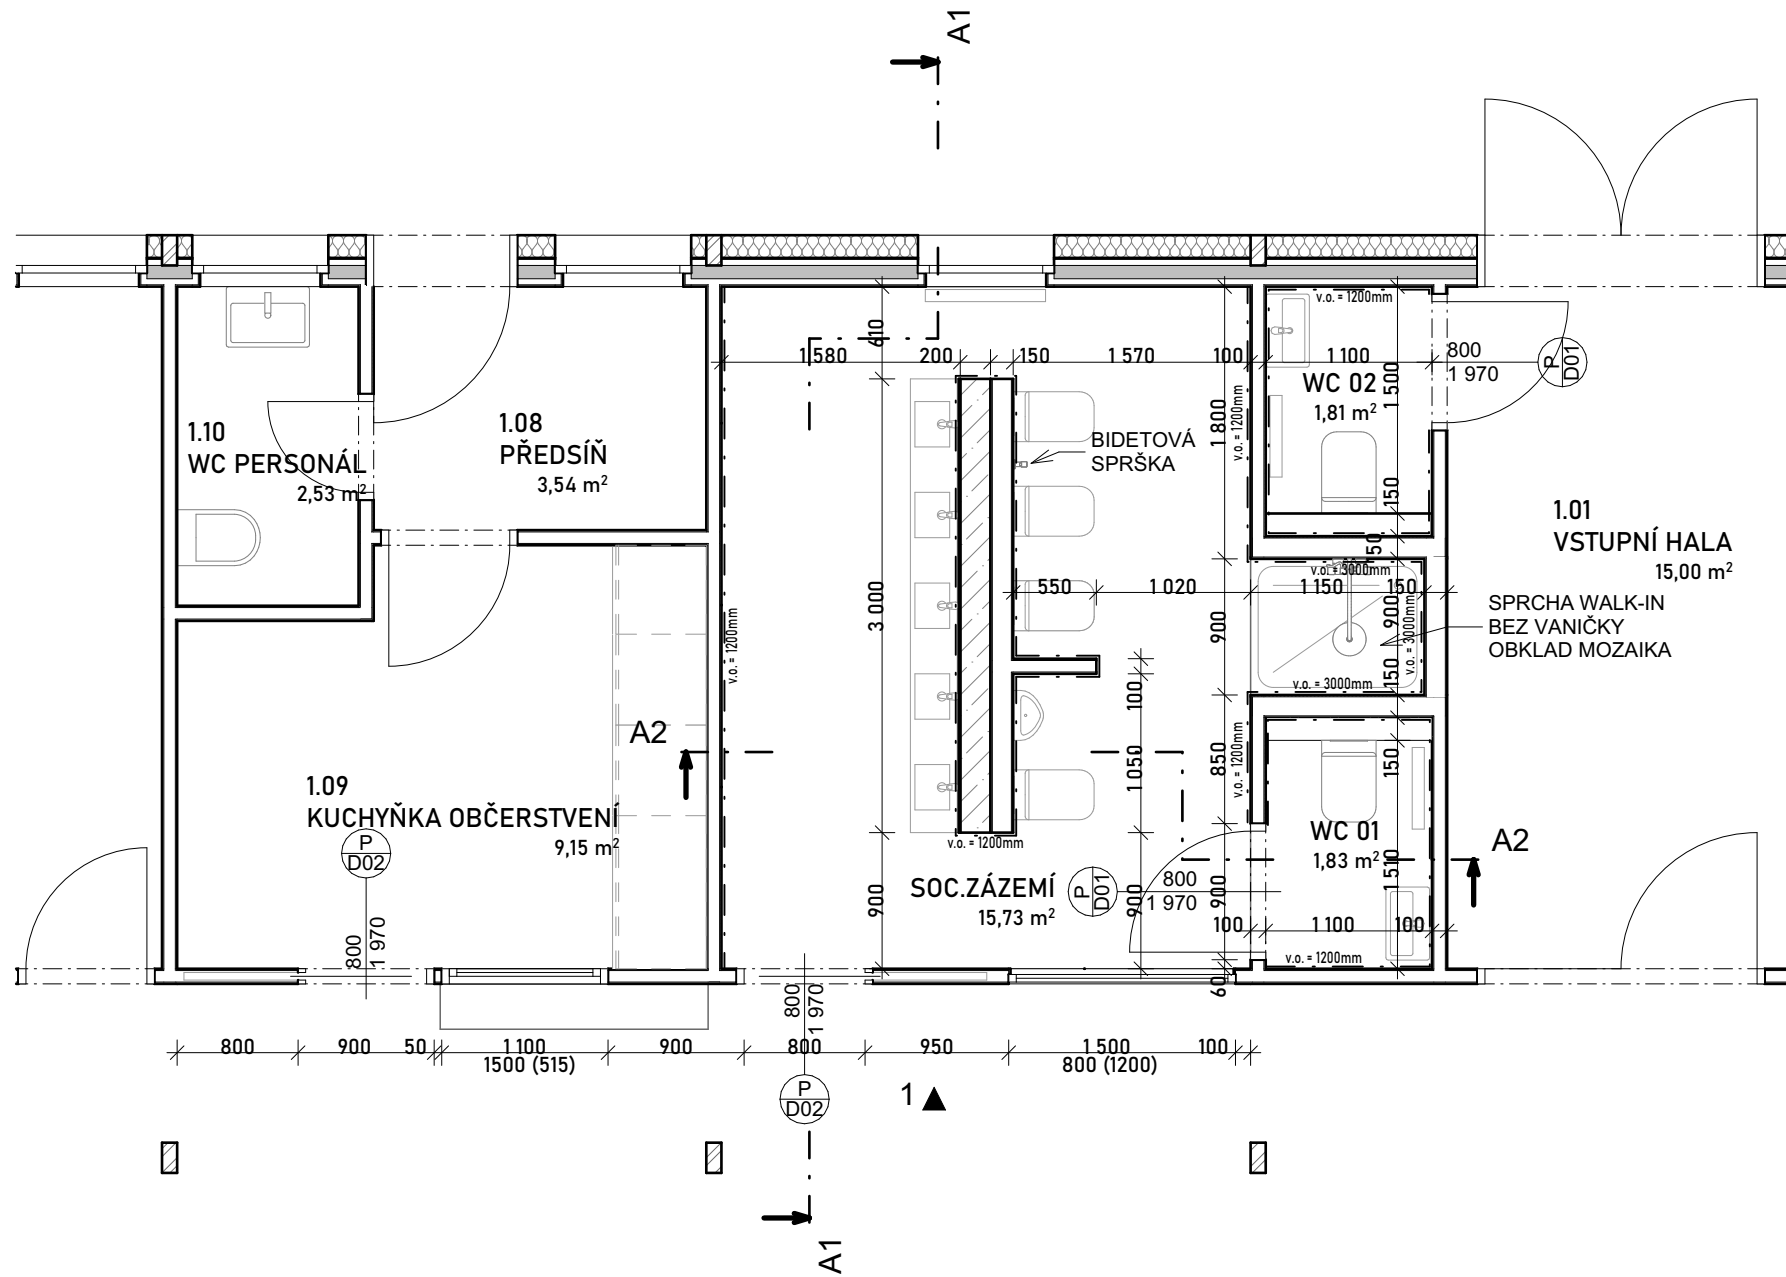 A1
v.o. = 1200mm
610
1 580
200
150
1 570
100
1 100
800
1 970
P
D01
WC 02
1,81 m²
1 500
1 800
v.o. = 1200mm
BIDETOVÁ
SPRŠKA
1.10
WC PERSONÁL
2,53 m²
1.08
PŘEDSÍŇ
3,54 m²
150
1.01
VSTUPNÍ HALA
15,00 m²
150
v.o. = 3000mm
550
1 020
1 150
150
3 000
900
900
v.o. = 3000mm
SPRCHA WALK-IN
BEZ VANIČKY
OBKLAD MOZAIKA
v.o. = 1200mm
v.o. = 3000mm
150
100
A2
1 050
850
v.o. = 1200mm
150
1.09
KUCHYŇKA OBČERSTVENÍ
9,15 m²
P
D02
800
1 970
v.o. = 1200mm
WC 01
1,83 m²
1 510
A2
SOC.ZÁZEMÍ
15,73 m²
P
D01
800
1 970
900
900
900
100
1 100
100
v.o. = 1200mm
60
800
1 970
800
900
50
1 100
1500 (515)
900
800
950
1 500
800 (1200)
100
P
D02
1
A1